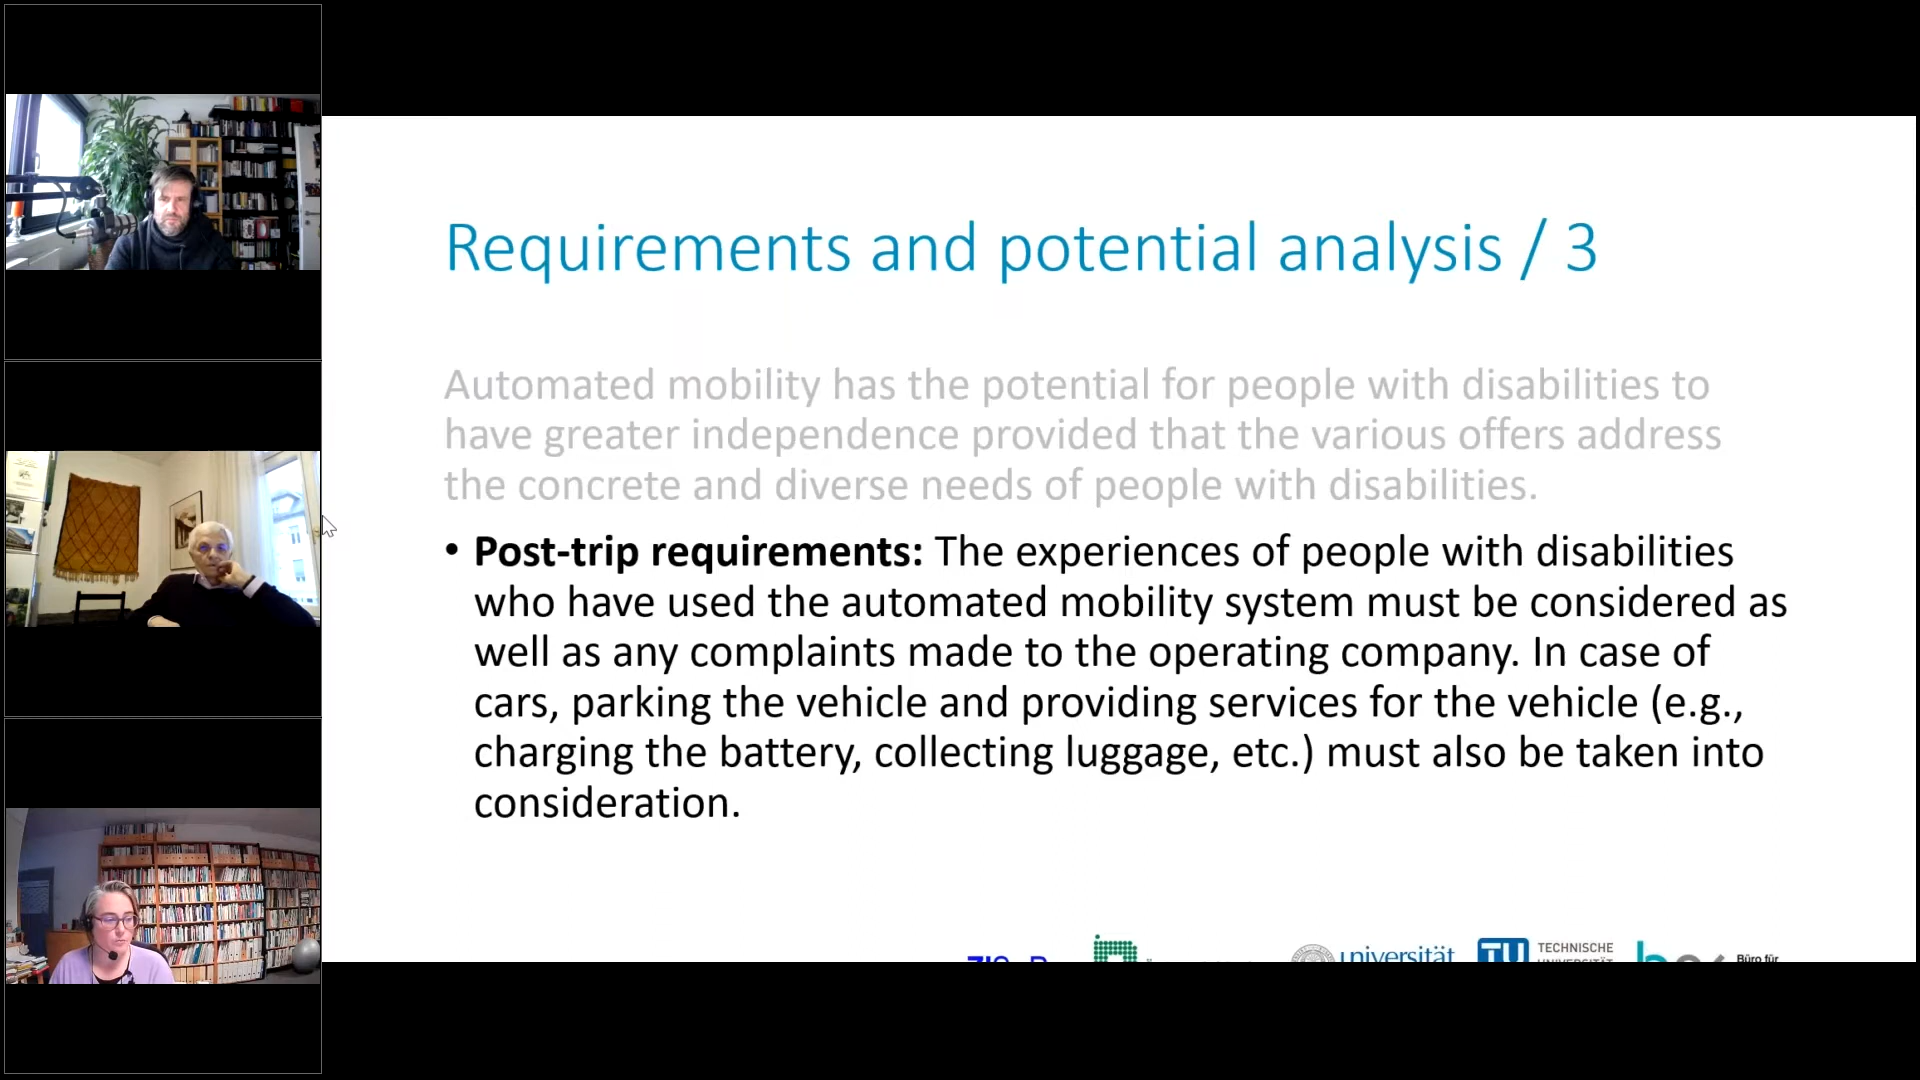 Requirements and potential analysis / 3
Automated mobility has the potential for people with disabilities to
have greater independence provided that the various offers address
the concrete and diverse needs of people with disabilities.
• Post-trip requirements: The experiences of people with disabilities
who have used the automated mobility system must be considered as
well as any complaints made to the operating company. In case of
cars, parking the vehicle and providing services for the vehicle (e.g.,
charging the battery, collecting luggage, etc.) must also be taken into
consideration.
universität
TU TECHNISCHE
UNIVERSITÄT
Büro für